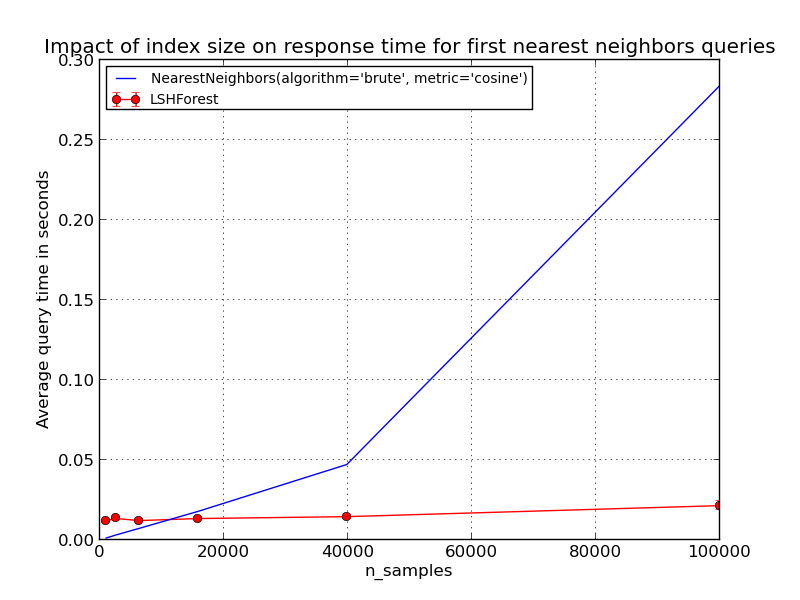 Impact of index size on response time for first nearest neighbors queries
0.30
NearestNeighbors(algorithm='brute', metric='cosine')
LSHForest
0.25
0.20
0.15
0.10
0.05
0.00
Average query time in seconds
0 20000 40000 60000 80000 100000
n_samples